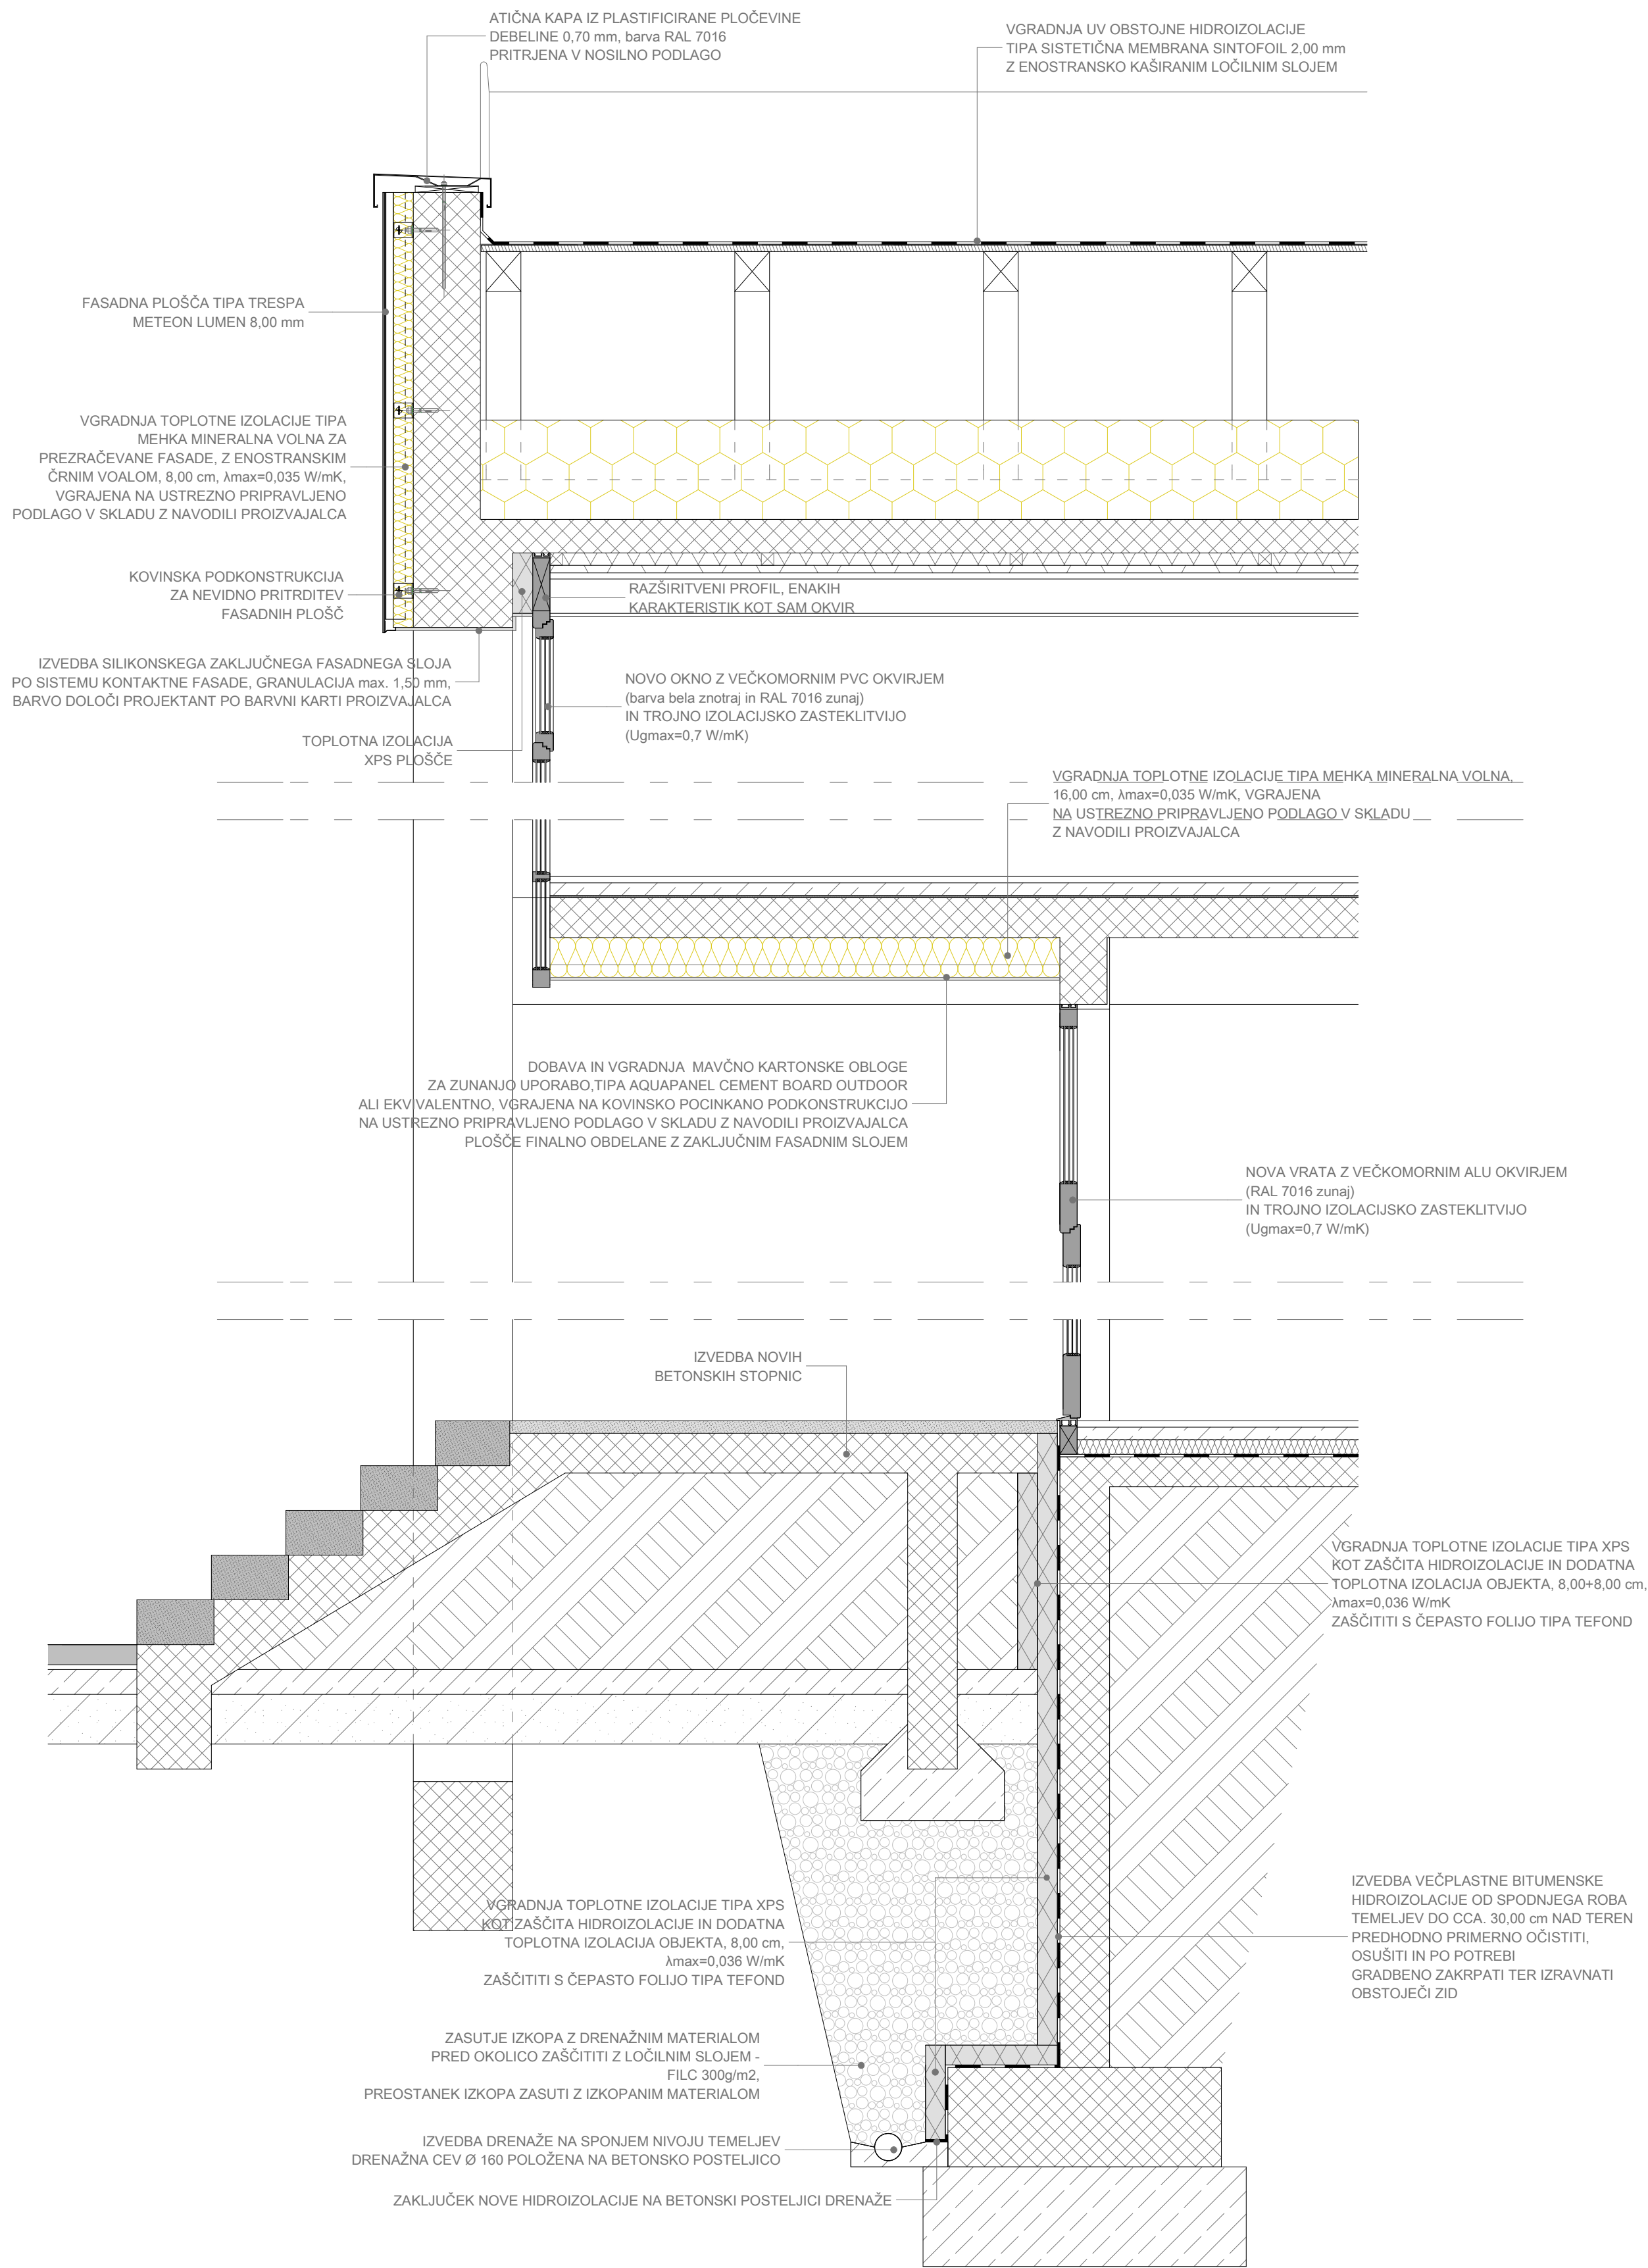 ATIČNA KAPA IZ PLASTIFICIRANE PLOČEVINE
DEBELINE 0,70 mm, barva RAL 7016
PRITRJENA V NOSILNO PODLAGO
VGRADNJA UV OBSTOJNE HIDROIZOLACIJE
TIPA SISTETIČNA MEMBRANA SINTOFOIL 2,00 mm
Z ENOSTRANSKO KAŠIRANIM LOČILNIM SLOJEM
FASADNA PLOŠČA TIPA TRESPA
METEON LUMEN 8,00 mm
VGRADNJA TOPLOTNE IZOLACIJE TIPA
MEHKA MINERALNA VOLNA ZA
PREZRAČEVANE FASADE, Z ENOSTRANSKIM
ČRNIM VOALOM, 8,00 cm, λmax=0,035 W/mK,
VGRAJENA NA USTREZNO PRIPRAVLJENO
PODLAGO V SKLADU Z NAVODILI PROIZVAJALCA
KOVINSKA PODKONSTRUKCIJA
ZA NEVIDNO PRITRDITEV
FASADNIH PLOŠČ
RAZŠIRITVENI PROFIL, ENAKIH
KARAKTERISTIK KOT SAM OKVIR
IZVEDBA SILIKONSKEGA ZAKLJUČNEGA FASADNEGA SLOJA
PO SISTEMU KONTAKTNE FASADE, GRANULACIJA max. 1,50 mm,
BARVO DOLOČI PROJEKTANT PO BARVNI KARTI PROIZVAJALCA
NOVO OKNO Z VEČKOMORNIM PVC OKVIRJEM
(barva bela znotraj in RAL 7016 zunaj)
IN TROJNO IZOLACIJSKO ZASTEKLITVIJO
(Ugmax=0,7 W/mK)
TOPLOTNA IZOLACIJA
XPS PLOŠČE
VGRADNJA TOPLOTNE IZOLACIJE TIPA MEHKA MINERALNA VOLNA,
16,00 cm, λmax=0,035 W/mK, VGRAJENA
NA USTREZNO PRIPRAVLJENO PODLAGO V SKLADU
Z NAVODILI PROIZVAJALCA
DOBAVA IN VGRADNJA MAVČNO KARTONSKE OBLOGE
ZA ZUNANJO UPORABO,TIPA AQUAPANEL CEMENT BOARD OUTDOOR
ALI EKVIVALENTNO, VGRAJENA NA KOVINSKO POCINKANO PODKONSTRUKCIJO
NA USTREZNO PRIPRAVLJENO PODLAGO V SKLADU Z NAVODILI PROIZVAJALCA
PLOŠČE FINALNO OBDELANE Z ZAKLJUČNIM FASADNIM SLOJEM
NOVA VRATA Z VEČKOMORNIM ALU OKVIRJEM
(RAL 7016 zunaj)
IN TROJNO IZOLACIJSKO ZASTEKLITVIJO
(Ugmax=0,7 W/mK)
IZVEDBA NOVIH
BETONSKIH STOPNIC
VGRADNJA TOPLOTNE IZOLACIJE TIPA XPS
KOT ZAŠČITA HIDROIZOLACIJE IN DODATNA
TOPLOTNA IZOLACIJA OBJEKTA, 8,00+8,00 cm,
λmax=0,036 W/mK
ZAŠČITITI S ČEPASTO FOLIJO TIPA TEFOND
IZVEDBA VEČPLASTNE BITUMENSKE
HIDROIZOLACIJE OD SPODNJEGA ROBA
TEMELJEV DO CCA. 30,00 cm NAD TEREN
PREDHODNO PRIMERNO OČISTITI,
OSUŠITI IN PO POTREBI
GRADBENO ZAKRPATI TER IZRAVNATI
OBSTOJEČI ZID
VGRADNJA TOPLOTNE IZOLACIJE TIPA XPS
KOT ZAŠČITA HIDROIZOLACIJE IN DODATNA
TOPLOTNA IZOLACIJA OBJEKTA, 8,00 cm,
λmax=0,036 W/mK
ZAŠČITITI S ČEPASTO FOLIJO TIPA TEFOND
ZASUTJE IZKOPA Z DRENAŽNIM MATERIALOM
PRED OKOLICO ZAŠČITITI Z LOČILNIM SLOJEM -
FILC 300g/m2,
PREOSTANEK IZKOPA ZASUTI Z IZKOPANIM MATERIALOM
IZVEDBA DRENAŽE NA SPONJEM NIVOJU TEMELJEV
DRENAŽNA CEV Ø 160 POLOŽENA NA BETONSKO POSTELJICO
ZAKLJUČEK NOVE HIDROIZOLACIJE NA BETONSKI POSTELJICI DRENAŽE